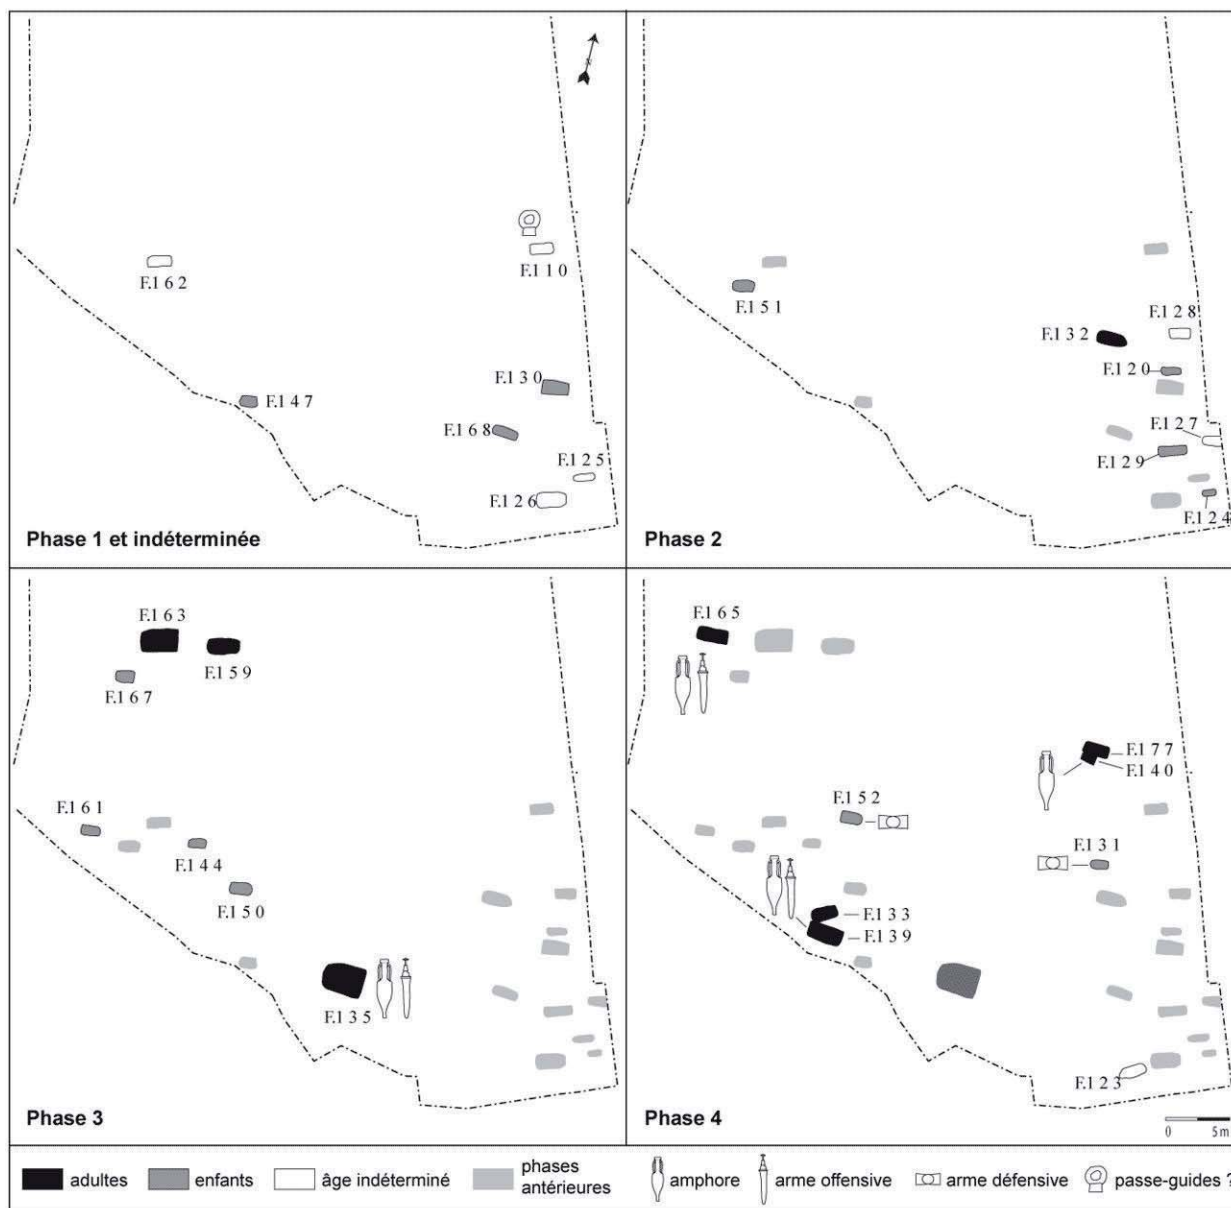 N
F.162
F.110
F.147
F.130
F.168
F.125
F.126
Phase 1 et indéterminée
F.151
F.128
F.132
F.120
F.127
F.129
F.124
Phase 2
F.163
F.159
F.167
F.161
F.144
F.150
F.135
Phase 3
F.165
F.177
F.140
F.152
F.131
F.133
F.139
F.123
Phase 4
0 5m
adultes
enfants
âge indéterminé
phases
antérieures
amphore
arme offensive
arme défensive
passe-guides ?